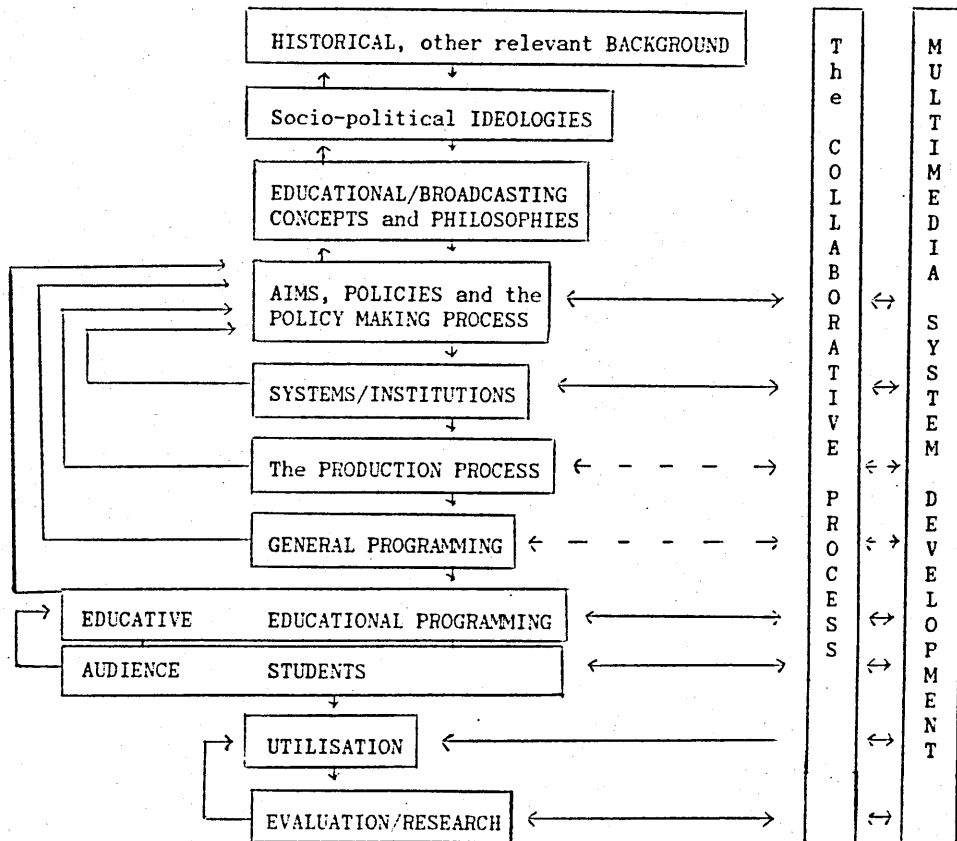 HISTORICAL, other relevant BACKGROUND
Socio-political IDEOLOGIES
EDUCATIONAL/BROADCASTING
CONCEPTS and PHILOSOPHIES
AIMS, POLICIES and the
POLICY MAKING PROCESS
SYSTEMS/INSTITUTIONS
The PRODUCTION PROCESS
GENERAL PROGRAMMING
EDUCATIVE EDUCATIONAL PROGRAMMING
AUDIENCE STUDENTS
UTILISATION
EVALUATION/RESEARCH
The COLLABORATIVE PROCESS
MULTIMEDIA SYSTEM DEVELOPMENT